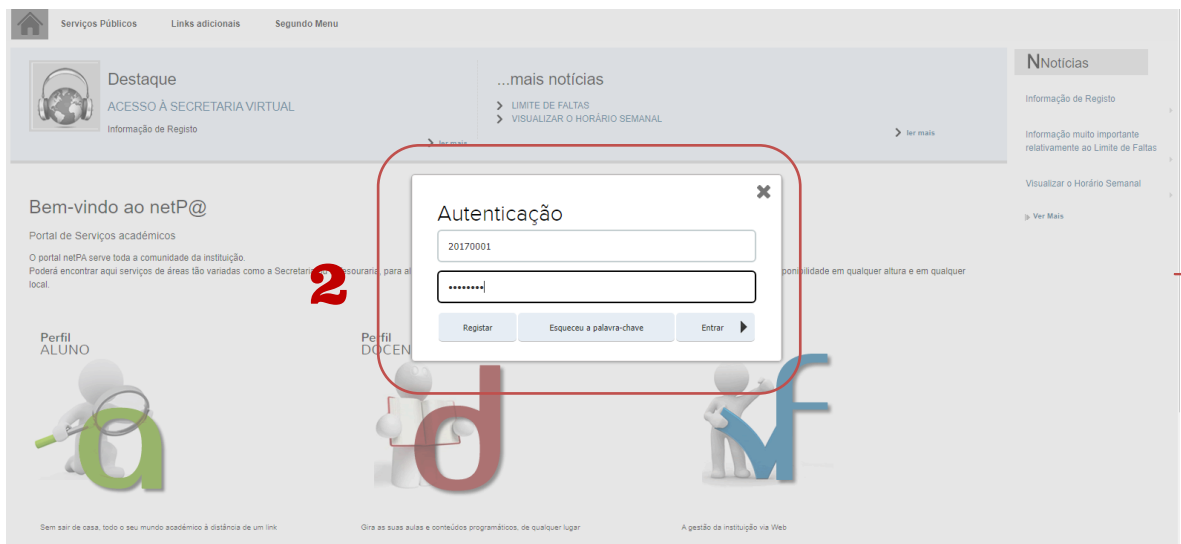 Serviços Públicos Links adicionais Segundo Menu
Destaque
ACESSO À SECRETARIA VIRTUAL
Informação de Registo
ler mais
...mais notícias
LIMITE DE FALTAS
VISUALIZAR O HORÁRIO SEMANAL
ler mais
NNotícias
Informação de Registo
Informação muito importante
relativamente ao Limite de Faltas
Visualizar o Horário Semanal
Ver Mais
Bem-vindo ao netP@
Portal de Serviços académicos
O portal netPA serve toda a comunidade da instituição.
Poderá encontrar aqui serviços de áreas tão variadas como a Secretaria esouraria, para al ponibilidade em qualquer altura e em qualquer
local.
2
Autenticação
20170001
••••••••
Registar Esqueceu a palavra-chave Entrar
Perfil
ALUNO
Perfil
DOCEN
a
d
f
Sem sair de casa, todo o seu mundo académico à distância de um link
Gira as suas aulas e conteúdos programáticos, de qualquer lugar
A gestão da instituição via Web